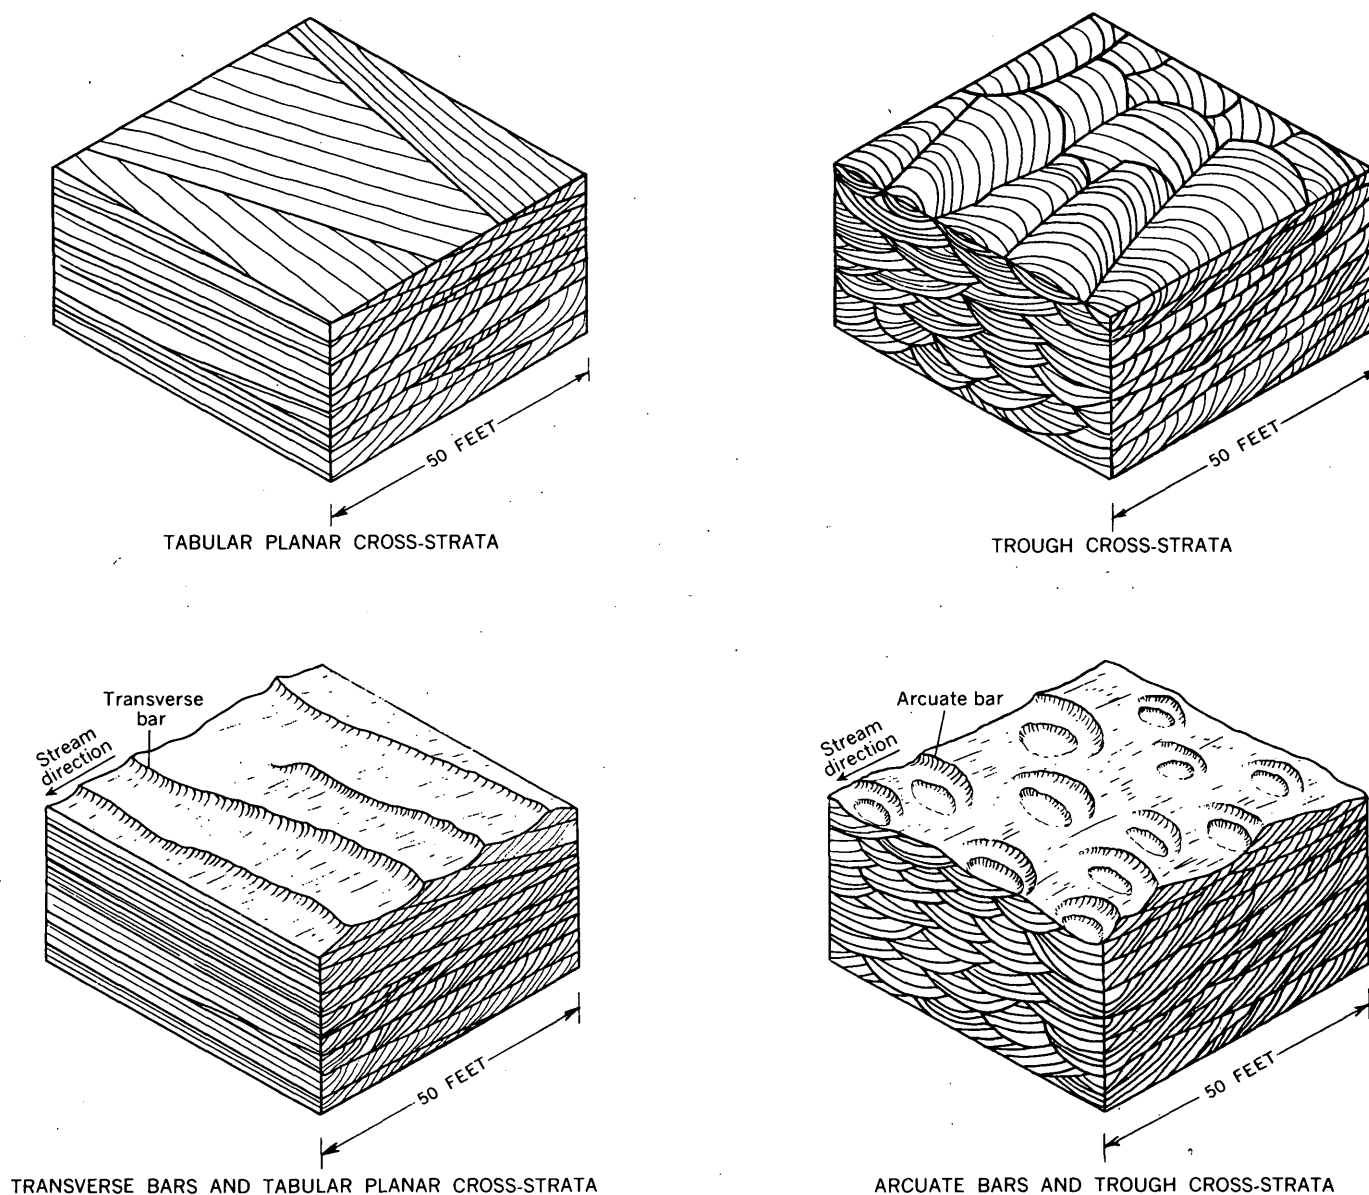 50 FEET
TABULAR PLANAR CROSS-STRATA
50 FEET
TROUGH CROSS-STRATA
Transverse
bar
Stream
direction
50 FEET
TRANSVERSE BARS AND TABULAR PLANAR CROSS-STRATA
Arcuate bar
Stream
direction
50 FEET
ARCUATE BARS AND TROUGH CROSS-STRATA